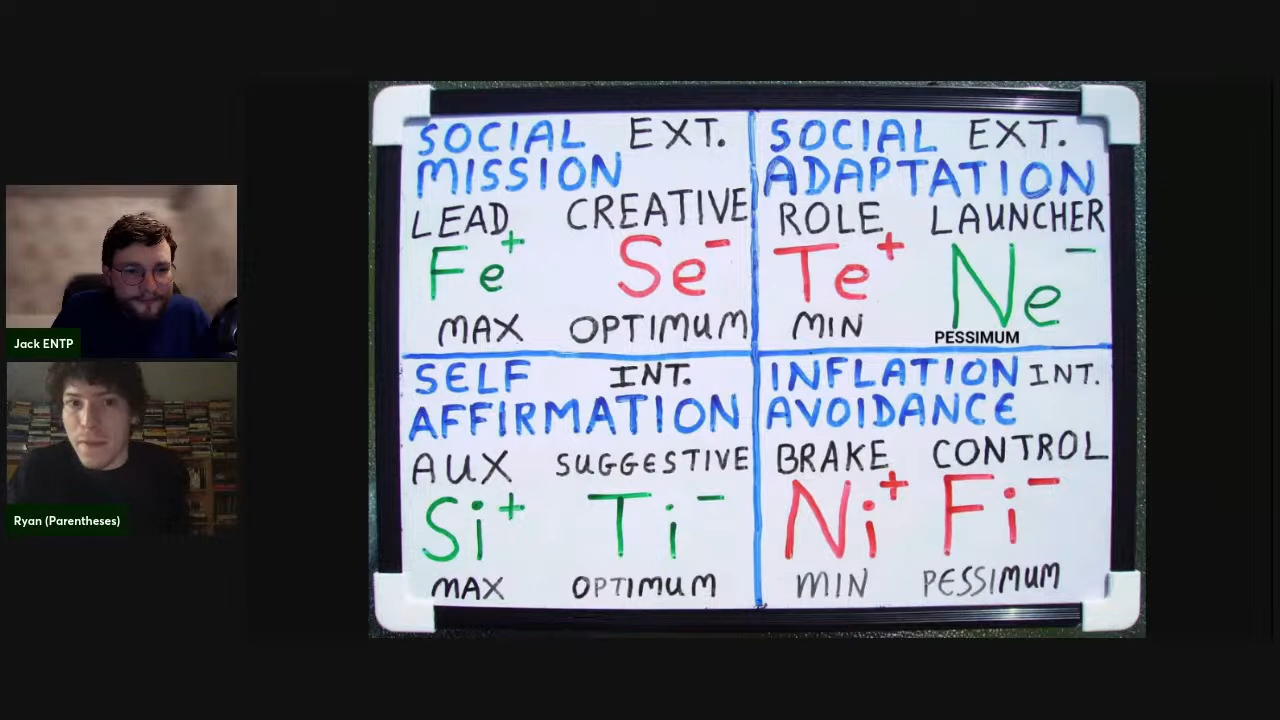 Jack ENTP
Ryan (Parentheses)
SOCIAL EXT.
MISSION
LEAD CREATIVE
Fe+ Se-
MAX OPTIMUM
SOCIAL EXT.
ADAPTATION
ROLE LAUNCHER
Te+ Ne-
MIN PESSIMUM
SELF INT.
AFFIRMATION
AUX SUGGESTIVE
Si+ Ti-
MAX OPTIMUM
INFLATION INT.
AVOIDANCE
BRAKE CONTROL
Ni+ Fi-
MIN PESSIMUM